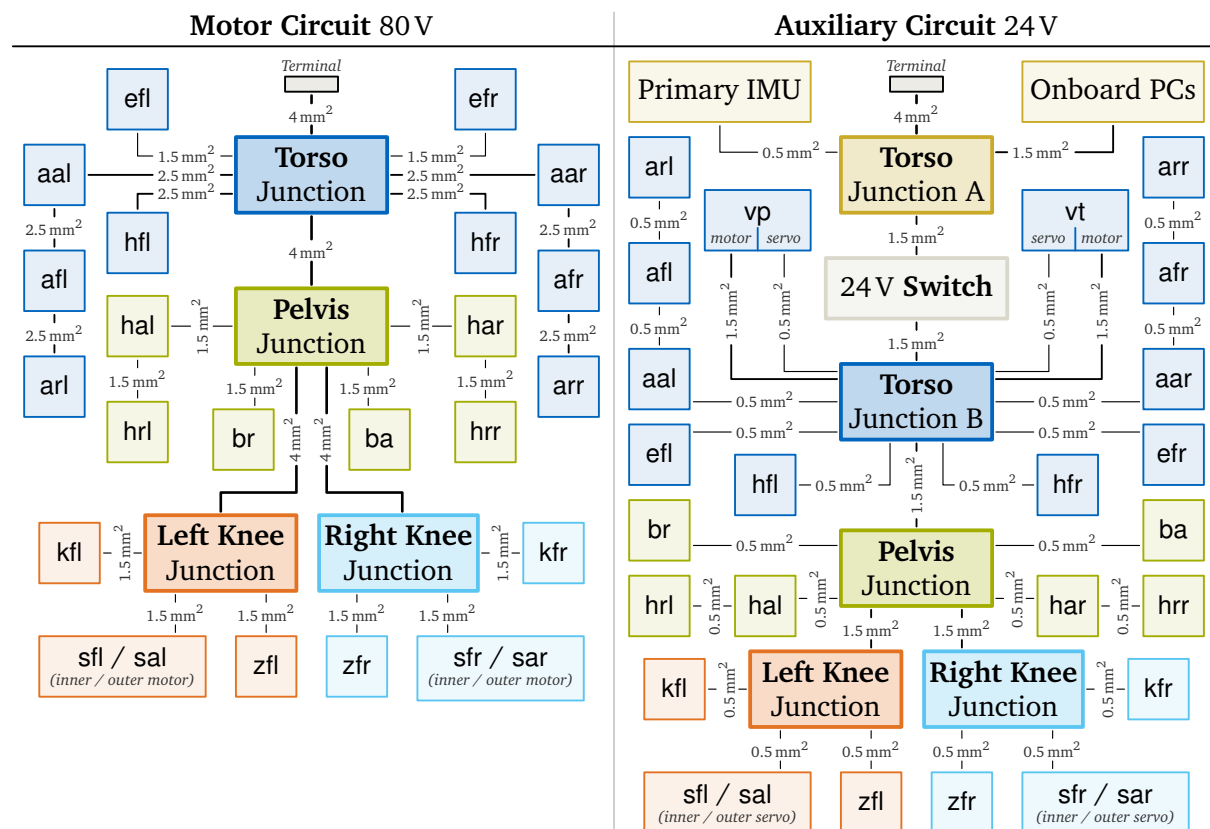 Motor Circuit 80 V
Terminal
4 mm²
efl
efr
1.5 mm²
1.5 mm²
Torso
Junction
aal
2.5 mm²
2.5 mm²
aar
2.5 mm²
2.5 mm²
2.5 mm²
2.5 mm²
hfl
hfr
4 mm²
afl
afr
Pelvis
Junction
hal
1.5 mm²
1.5 mm²
har
2.5 mm²
2.5 mm²
arl
arr
1.5 mm²
1.5 mm²
1.5 mm²
1.5 mm²
hrl
br
4 mm²
4 mm²
ba
hrr
kfl
1.5 mm²
Left Knee
Junction
Right Knee
Junction
1.5 mm²
kfr
1.5 mm²
1.5 mm²
1.5 mm²
1.5 mm²
sfl / sal
(inner / outer motor)
zfl
zfr
sfr / sar
(inner / outer motor)
Auxiliary Circuit 24 V
Terminal
Primary IMU
Onboard PCs
4 mm²
0.5 mm²
Torso
Junction A
1.5 mm²
arl
arr
vp
motor
servo
vt
servo
motor
0.5 mm²
0.5 mm²
1.5 mm²
afl
afr
24 V Switch
1.5 mm²
0.5 mm²
0.5 mm²
1.5 mm²
0.5 mm²
0.5 mm²
1.5 mm²
aal
aar
Torso
Junction B
0.5 mm²
0.5 mm²
0.5 mm²
0.5 mm²
efl
efr
hfl
0.5 mm²
0.5 mm²
hfr
1.5 mm²
br
ba
0.5 mm²
0.5 mm²
Pelvis
Junction
hrl
0.5 mm²
hal
0.5 mm²
0.5 mm²
har
0.5 mm²
hrr
1.5 mm²
1.5 mm²
kfl
0.5 mm²
Left Knee
Junction
Right Knee
Junction
0.5 mm²
kfr
0.5 mm²
0.5 mm²
0.5 mm²
0.5 mm²
sfl / sal
(inner / outer servo)
zfl
zfr
sfr / sar
(inner / outer servo)